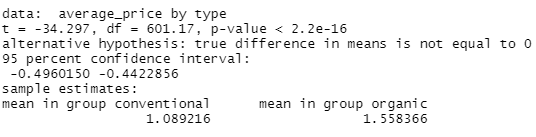 data:  average_price by type
t = -34.297, df = 601.17, p-value < 2.2e-16
alternative hypothesis: true difference in means is not equal to 0
95 percent confidence interval:
 -0.4960150 -0.4422856
sample estimates:
mean in group conventional      mean in group organic
                  1.089216                   1.558366